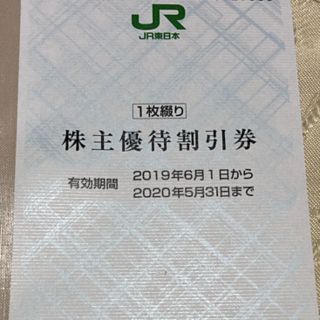 JR
JR東日本
1枚綴り
株主優待割引券
有効期間 2019年6月1日から
2020年5月31日まで